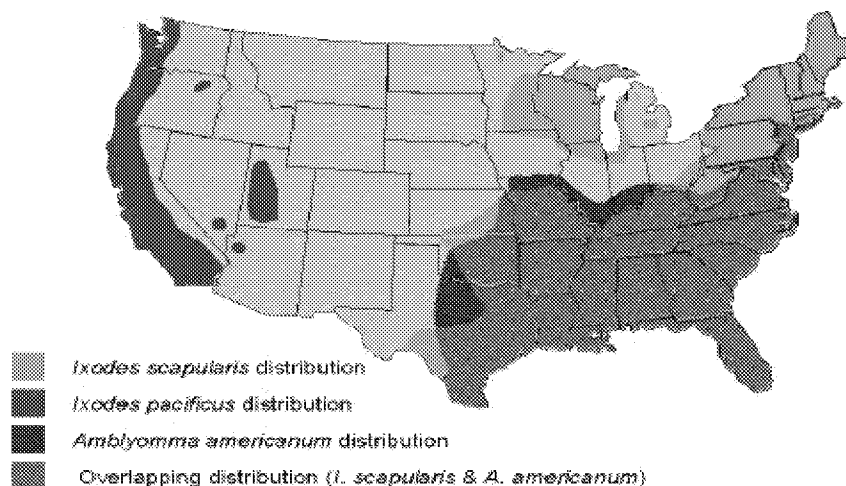 Ixodes scapularis distribution
Ixodes pacificus distribution
Amblyomma americanum distribution
Overlapping distribution (I. scapularis & A. americanum)